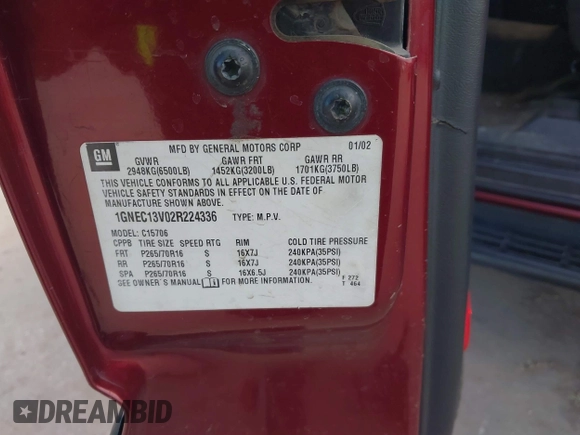 GM
MFD BY GENERAL MOTORS CORP 01/02
GVWR GAWR FRT GAWR RR
2948KG(6500LB) 1452KG(3200LB) 1701KG(3750LB)
THIS VEHICLE CONFORMS TO ALL APPLICABLE U.S. FEDERAL MOTOR
VEHICLE SAFETY STANDARDS IN EFFECT ON THE DATE OF
MANUFACTURE SHOWN ABOVE.
1GNEC13V02R224336 TYPE: M.P.V.
MODEL: C15706
CPPB TIRE SIZE SPEED RTG RIM COLD TIRE PRESSURE
FRT P265/70R16 S 16X7J 240KPA(35PSI)
RR P265/70R16 S 16X7J 240KPA(35PSI)
SPA P265/70R16 S 16X6.5J 240KPA(35PSI)
SEE OWNER'S MANUAL FOR MORE INFORMATION. F 272
T 464
DREAMBID